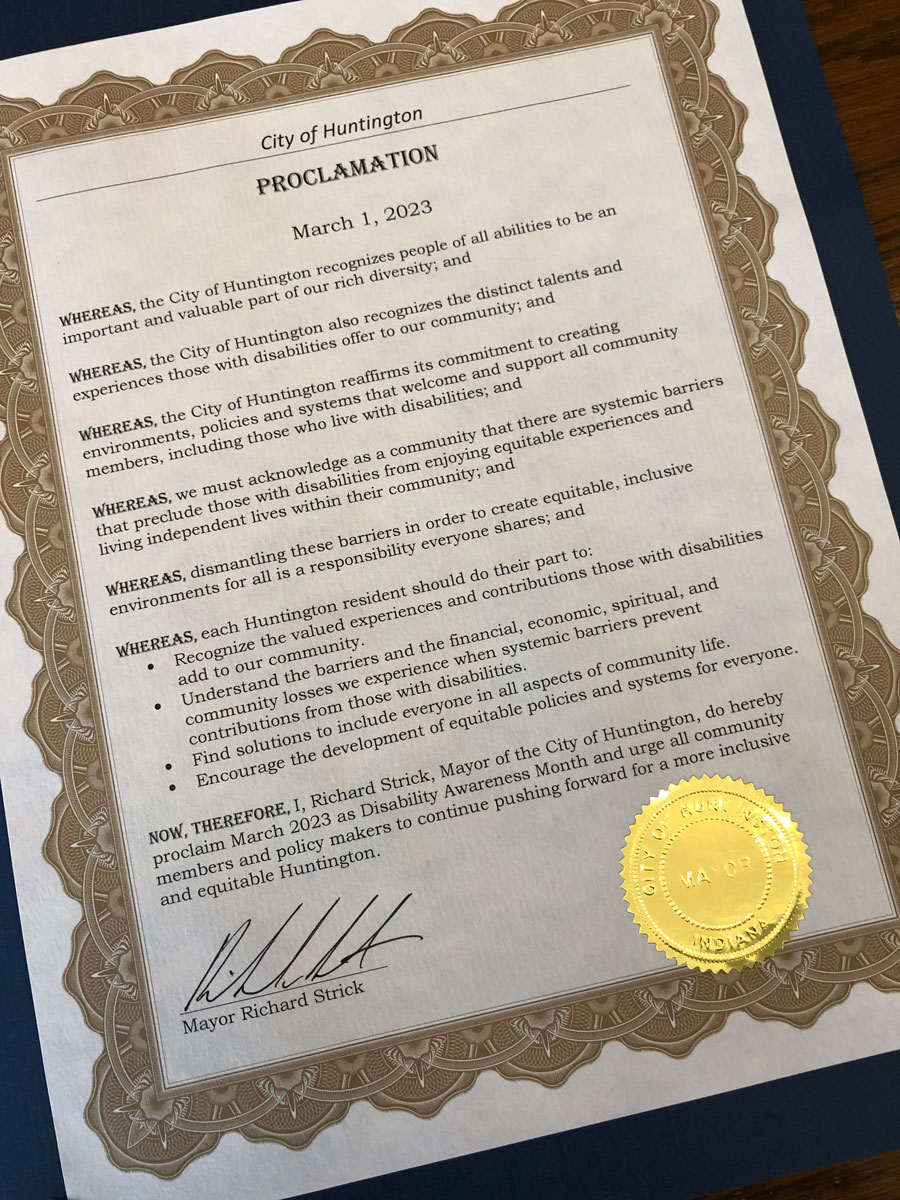 City of Huntington
PROCLAMATION
March 1, 2023
WHEREAS, the City of Huntington recognizes people of all abilities to be an
important and valuable part of our rich diversity; and
WHEREAS, the City of Huntington also recognizes the distinct talents and
experiences those with disabilities offer to our community; and
WHEREAS, the City of Huntington reaffirms its commitment to creating
environments, policies and systems that welcome and support all community
members, including those who live with disabilities; and
WHEREAS, we must acknowledge as a community that there are systemic barriers
that preclude those with disabilities from enjoying equitable experiences and
living independent lives within their community; and
WHEREAS, dismantling these barriers in order to create equitable, inclusive
environments for all is a responsibility everyone shares; and
WHEREAS, each Huntington resident should do their part to:
• Recognize the valued experiences and contributions those with disabilities
add to our community.
• Understand the barriers and the financial, economic, spiritual, and
community losses we experience when systemic barriers prevent
contributions from those with disabilities.
• Find solutions to include everyone in all aspects of community life.
• Encourage the development of equitable policies and systems for everyone.
NOW, THEREFORE, I, Richard Strick, Mayor of the City of Huntington, do hereby
proclaim March 2023 as Disability Awareness Month and urge all community
members and policy makers to continue pushing forward for a more inclusive
and equitable Huntington.
Mayor Richard Strick
CITY OF HUNTINGTON
MAYOR
INDIANA